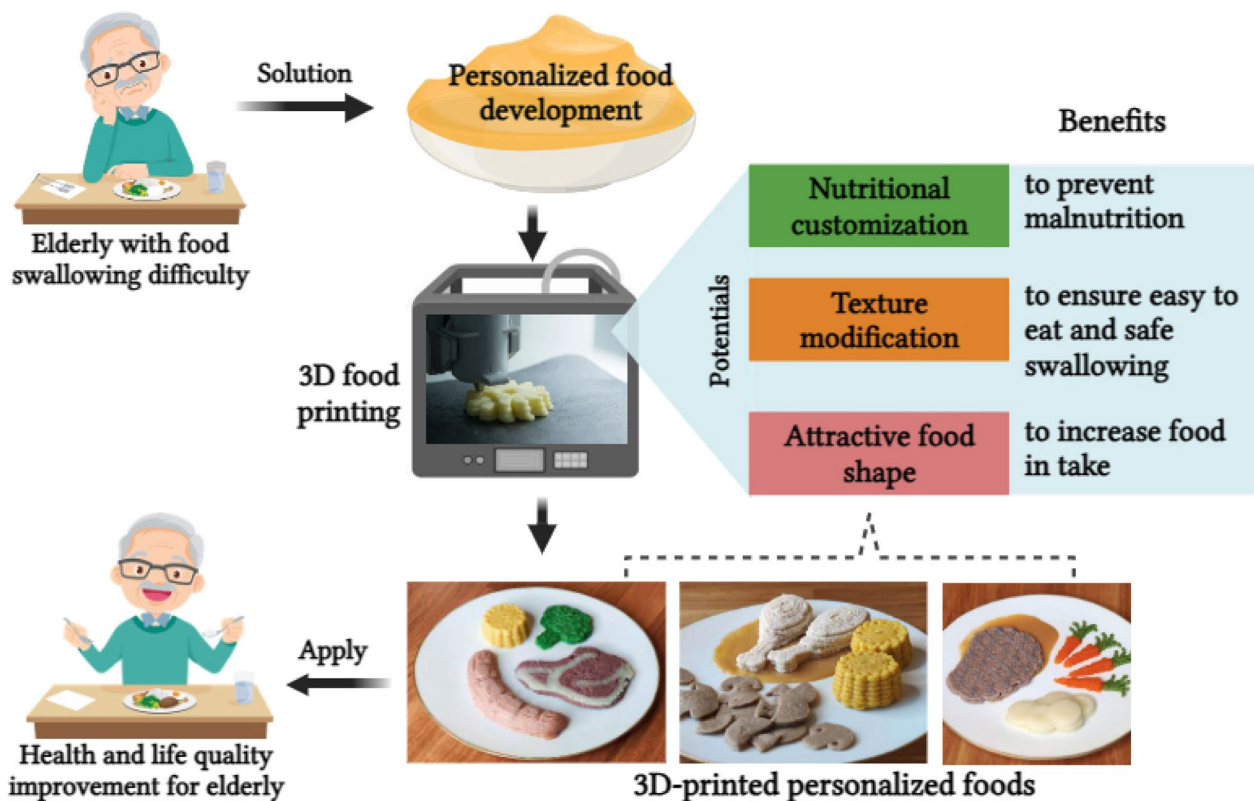 Solution
Personalized food
development
Elderly with food
swallowing difficulty
Benefits
Potentials
Nutritional
customization
to prevent
malnutrition
Texture
modification
to ensure easy to
eat and safe
swallowing
Attractive food
shape
to increase food
in take
3D food
printing
Apply
Health and life quality
improvement for elderly
3D-printed personalized foods